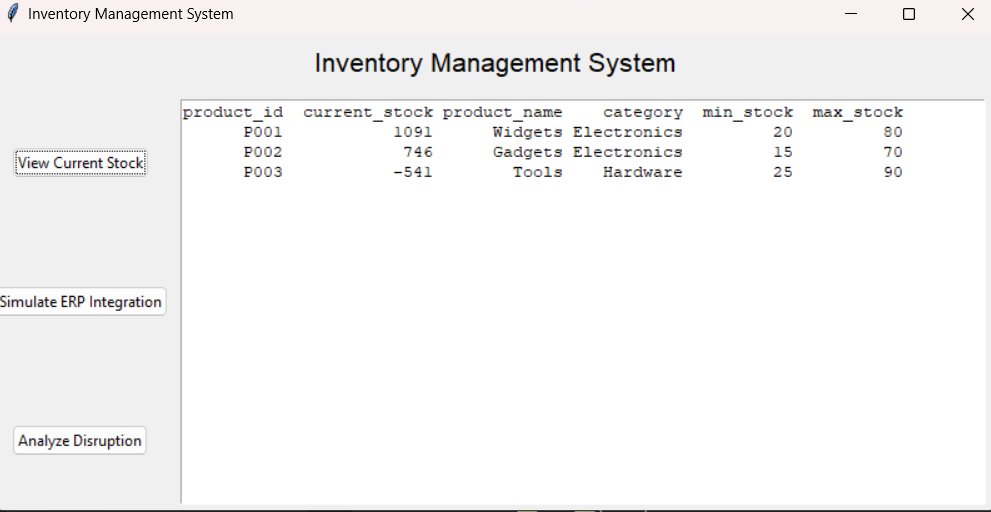 Inventory Management System
Inventory Management System
product_id current_stock product_name category min_stock max_stock
P001 1091 Widgets Electronics 20 80
P002 746 Gadgets Electronics 15 70
P003 -541 Tools Hardware 25 90
View Current Stock
Simulate ERP Integration
Analyze Disruption